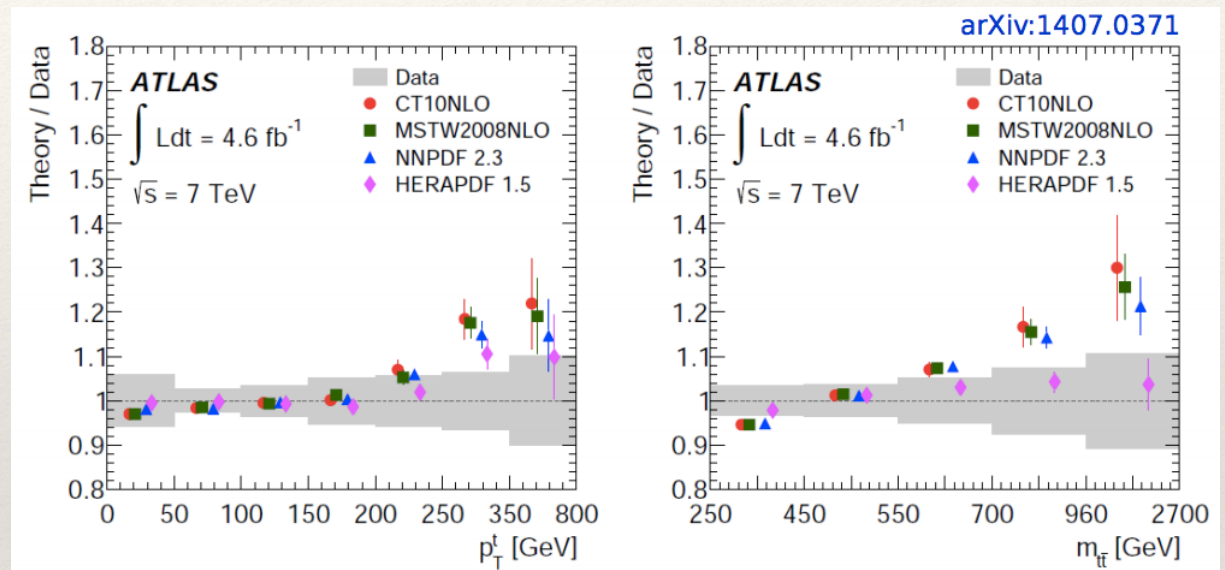 arXiv:1407.0371
Theory / Data
1.8
1.7
1.6
1.5
1.4
1.3
1.2
1.1
1
0.9
0.8
ATLAS
∫ Ldt = 4.6 fb⁻¹
√s = 7 TeV
Data
CT10NLO
MSTW2008NLO
NNPDF 2.3
HERAPDF 1.5
0 50 100 150 200 250 350 800
p_T^t [GeV]
Theory / Data
1.8
1.7
1.6
1.5
1.4
1.3
1.2
1.1
1
0.9
0.8
ATLAS
∫ Ldt = 4.6 fb⁻¹
√s = 7 TeV
Data
CT10NLO
MSTW2008NLO
NNPDF 2.3
HERAPDF 1.5
250 450 550 700 960 2700
m_tt̄ [GeV]